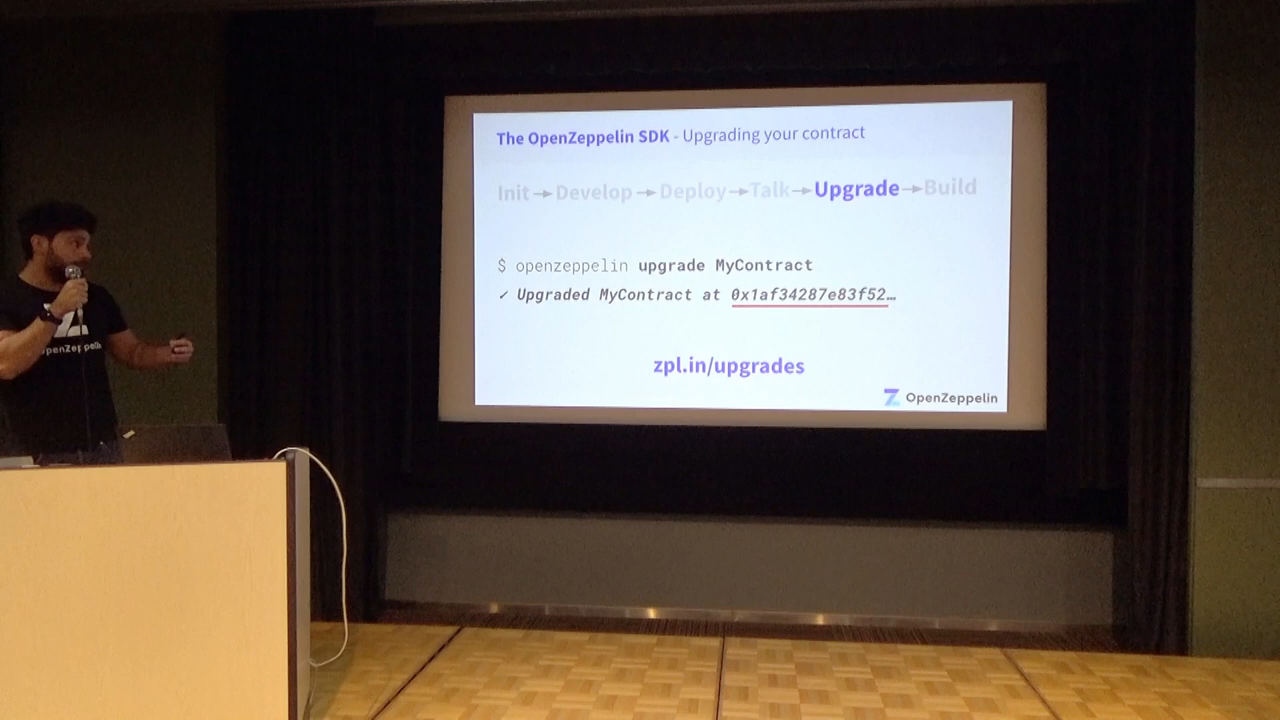 The OpenZeppelin SDK - Upgrading your contract
Init → Develop → Deploy → Talk → Upgrade → Build
$ openzeppelin upgrade MyContract
✓ Upgraded MyContract at 0x1af34287e83f52…
zpl.in/upgrades
OpenZeppelin
OpenZeppelin